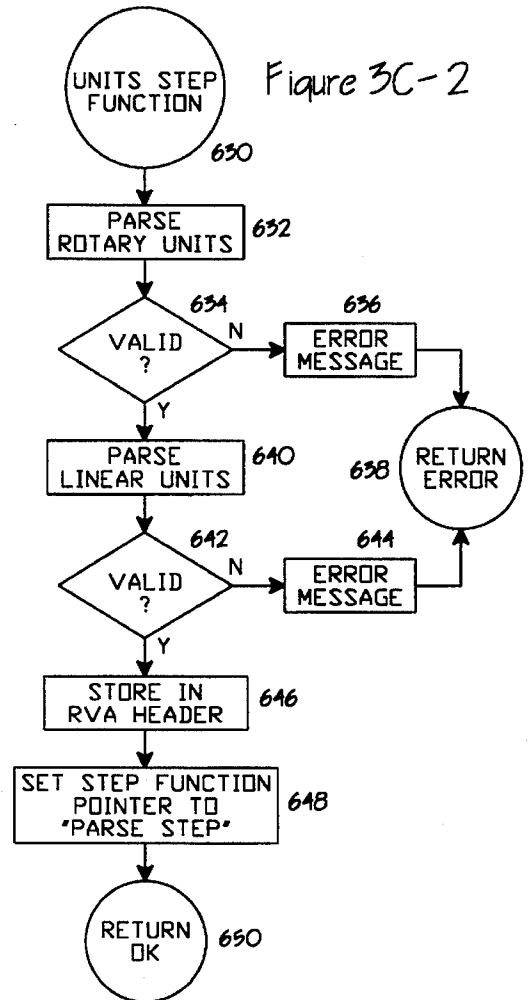 UNITS STEP
FUNCTION
Figure 3C-2
630
PARSE
ROTARY UNITS
632
634
VALID
?
N
636
ERROR
MESSAGE
Y
PARSE
LINEAR UNITS
640
638
RETURN
ERROR
642
VALID
?
N
644
ERROR
MESSAGE
Y
STORE IN
RVA HEADER
646
SET STEP FUNCTION
POINTER TO
"PARSE STEP"
648
RETURN
OK
650